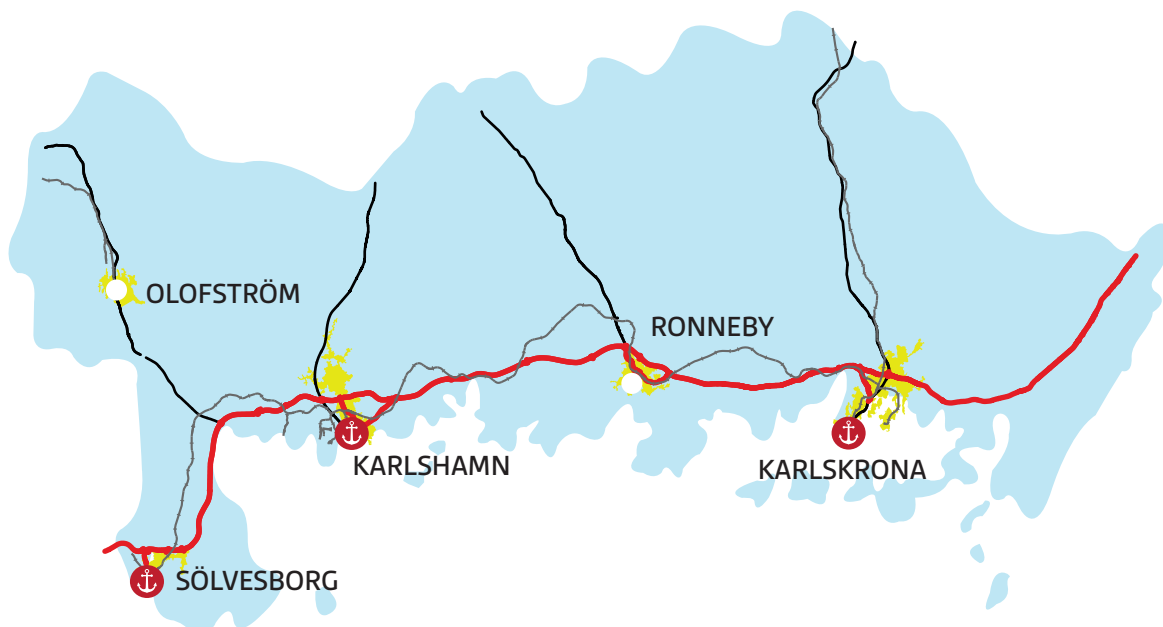 OLOFSTRÖM
RONNEBY
KARLSHAMN
KARLSKRONA
SÖLVESBORG